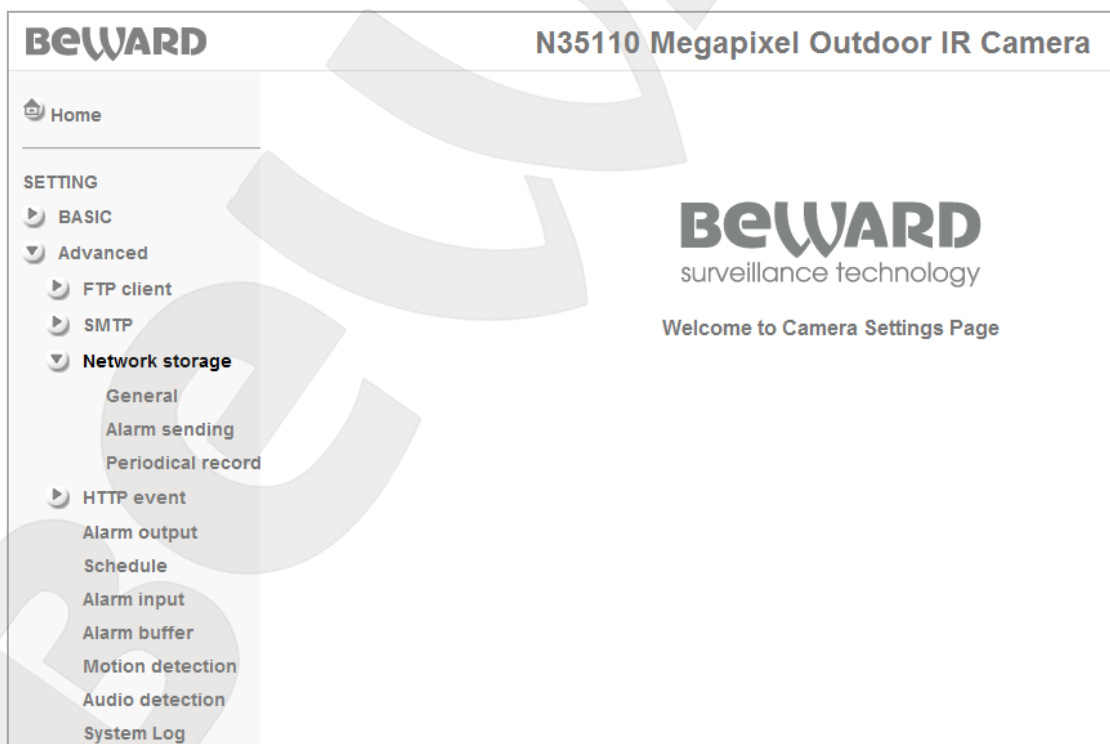 BEWARD
N35110 Megapixel Outdoor IR Camera
Home
SETTING
BASIC
Advanced
FTP client
SMTP
Network storage
General
Alarm sending
Periodical record
HTTP event
Alarm output
Schedule
Alarm input
Alarm buffer
Motion detection
Audio detection
System Log
BEWARD
surveillance technology
Welcome to Camera Settings Page